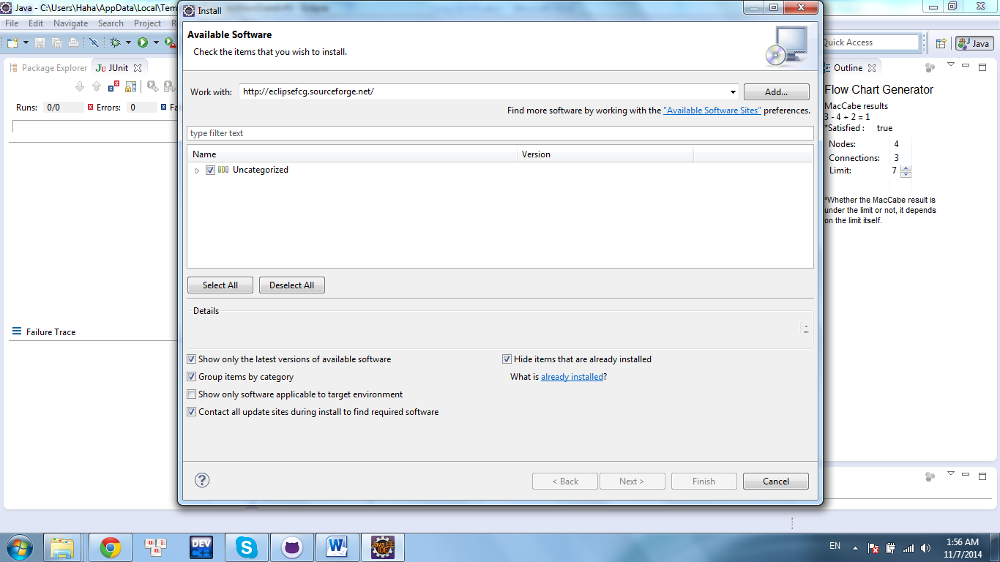 Java - C:\Users\Haha\AppData\Local\Tem
Install
File Edit Navigate Search Project R
Available Software
Check the items that you wish to install.
Quick Access
Java
Package Explorer
JUnit
Work with: http://eclipsefcg.sourceforge.net/ Add...
Outline
Runs: 0/0 Errors: 0 Fa
Find more software by working with the "Available Software Sites" preferences.
type filter text
Name Version
Uncategorized
Flow Chart Generator
MacCabe results
3 - 4 + 2 = 1
*Satisfied : true
Nodes: 4
Connections: 3
Limit: 7
*Whether the MacCabe result is
under the limit or not, it depends
on the limit itself.
Select All Deselect All
Details
Failure Trace
Show only the latest versions of available software
Hide items that are already installed
Group items by category
What is already installed?
Show only software applicable to target environment
Contact all update sites during install to find required software
< Back Next > Finish Cancel
u n i
DEV
C++
S
W
Java EE
IDE
EN
1:56 AM
11/7/2014